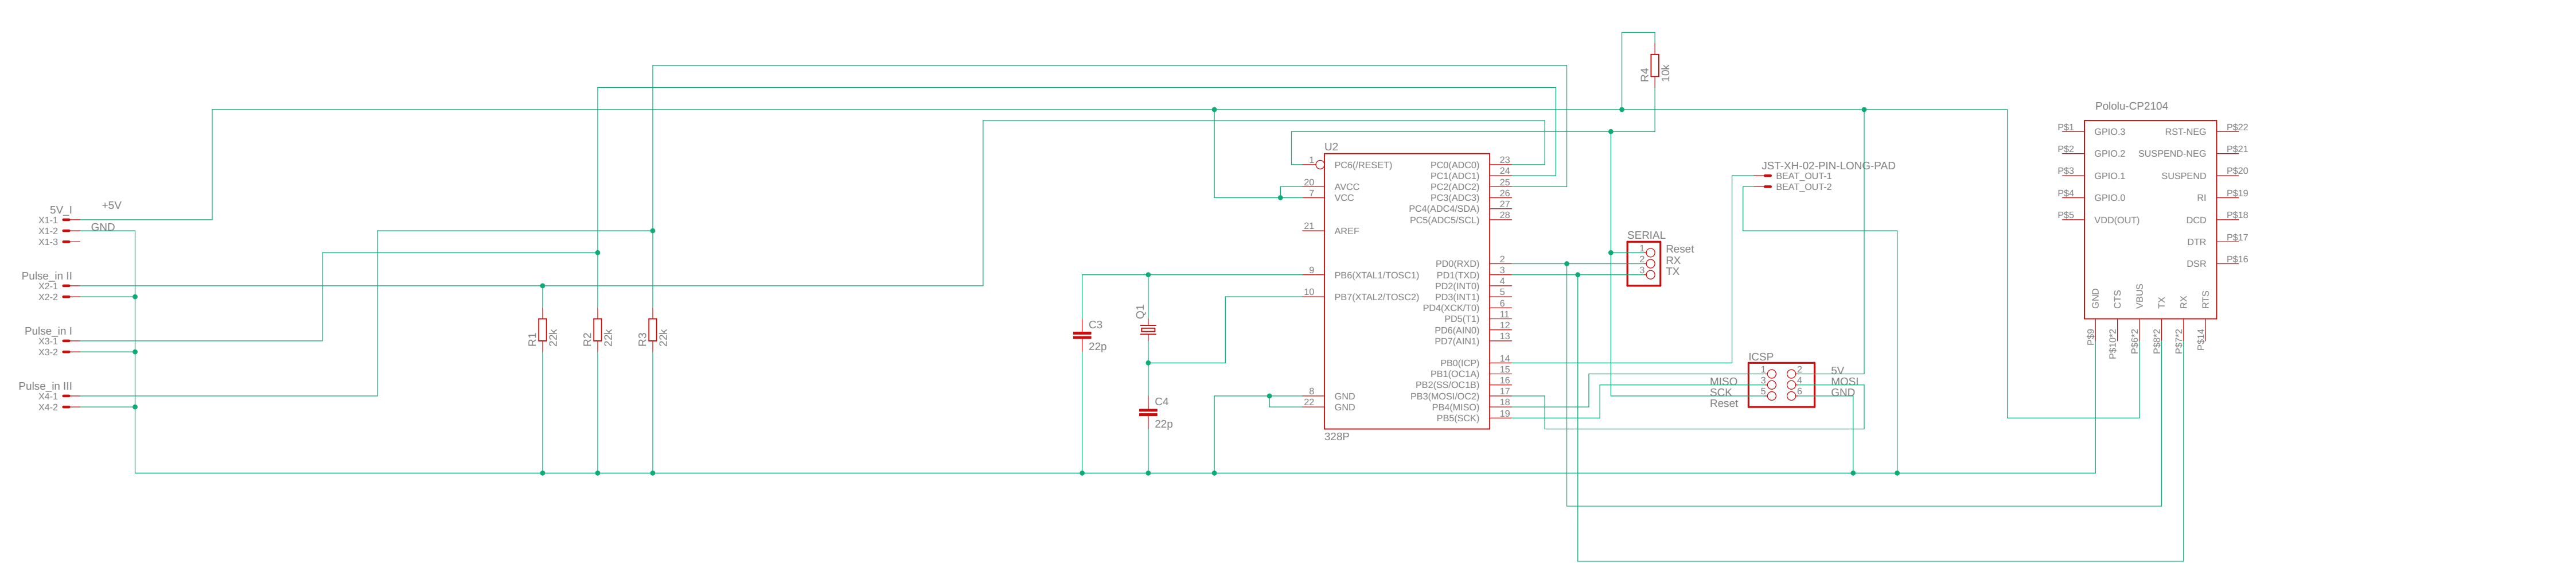 +5V
5V_I
X1-1
X1-2
GND
X1-3
Pulse_in II
X2-1
X2-2
Pulse_in I
X3-1
X3-2
Pulse_in III
X4-1
X4-2
R1
22k
R2
22k
R3
22k
C3
22p
Q1
C4
22p
U2
1 PC6(/RESET)
20 AVCC
7 VCC
21 AREF
9 PB6(XTAL1/TOSC1)
10 PB7(XTAL2/TOSC2)
8 GND
22 GND
PC0(ADC0) 23
PC1(ADC1) 24
PC2(ADC2) 25
PC3(ADC3) 26
PC4(ADC4/SDA) 27
PC5(ADC5/SCL) 28
PD0(RXD) 2
PD1(TXD) 3
PD2(INT0) 4
PD3(INT1) 5
PD4(XCK/T0) 6
PD5(T1) 11
PD6(AIN0) 12
PD7(AIN1) 13
PB0(ICP) 14
PB1(OC1A) 15
PB2(SS/OC1B) 16
PB3(MOSI/OC2) 17
PB4(MISO) 18
PB5(SCK) 19
328P
R4
10k
SERIAL
1 Reset
2 RX
3 TX
JST-XH-02-PIN-LONG-PAD
BEAT_OUT-1
BEAT_OUT-2
ICSP
1 2 5V
MISO 3 4 MOSI
SCK 5 6 GND
Reset
Pololu-CP2104
P$1 GPIO.3 RST-NEG P$22
P$2 GPIO.2 SUSPEND-NEG P$21
P$3 GPIO.1 SUSPEND P$20
P$4 GPIO.0 RI P$19
P$5 VDD(OUT) DCD P$18
DTR P$17
DSR P$16
GND
CTS
VBUS
TX
RX
RTS
P$9
P$10*2
P$6*2
P$8*2
P$7*2
P$14